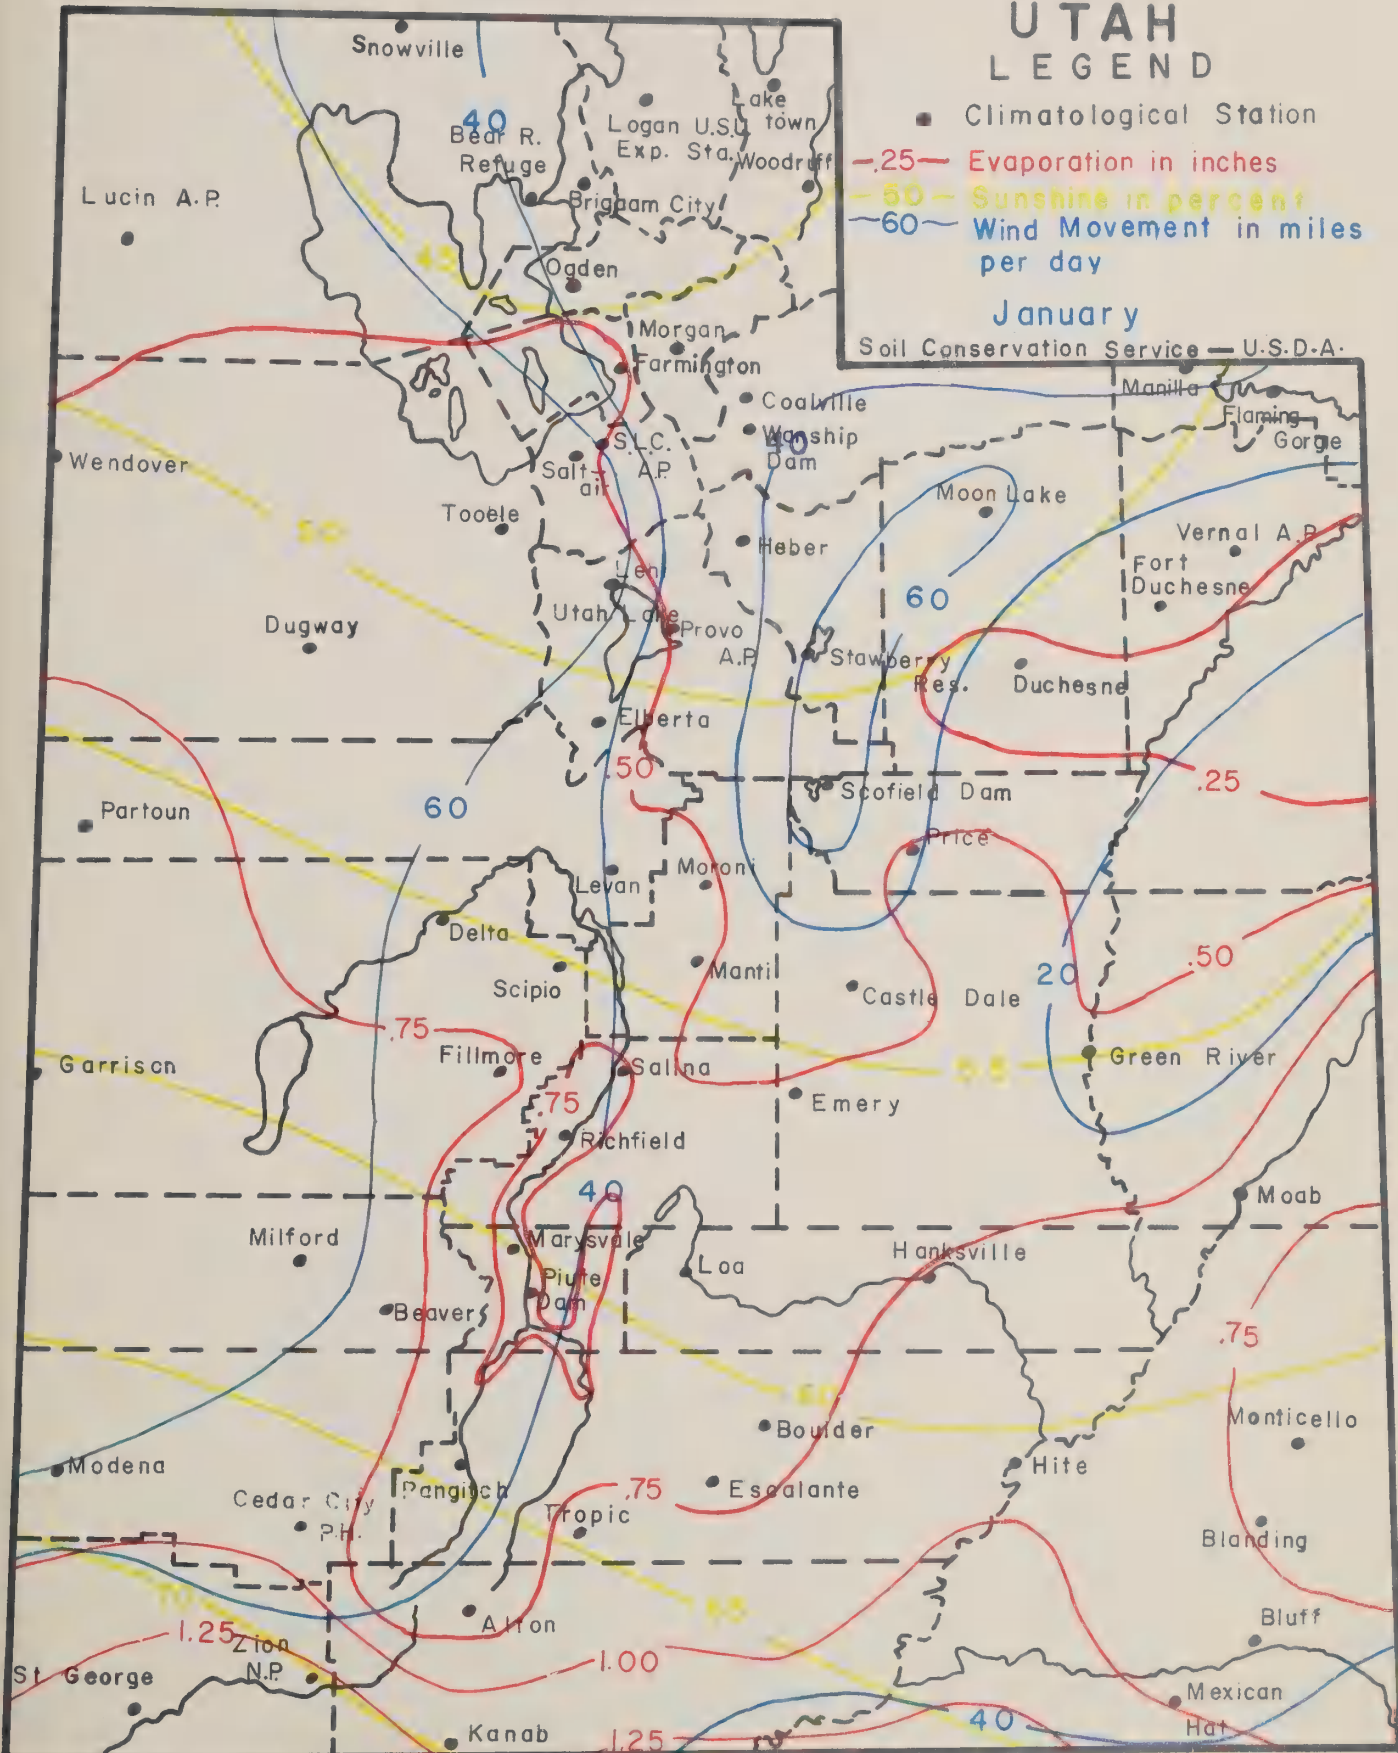 UTAH
LEGEND
Climatological Station
.25 Evaporation in inches
50 Sunshine in percent
60 Wind Movement in miles
per day
January
Soil Conservation Service — U.S.D.A.
Snowville
40
Bear R.
Refuge
Logan U.S.U.
Exp. Sta.
Lake
town
Woodruff
Lucin A.P.
Brigham City
45
Ogden
Morgan
Farmington
Coalville
Wanship
Dam
40
Manilla
Flaming
Gorge
Wendover
S.L.C.
A.P.
Salt-
air
Tooele
Moon Lake
50
Heber
Vernal A.P.
Fort
Duchesne
Lehi
60
Utah Lake
Dugway
Provo
A.P.
Stawberry
Res.
Duchesne
Elberta
.50
.25
Scofield Dam
Partoun
60
Price
Levan
Moroni
Delta
Manti
.50
Scipio
20
Castle Dale
.75
Fillmore
Garrison
Salina
55
Green River
.75
Emery
Richfield
40
Moab
Milford
Marysvale
Loa
Hanksville
Piute
Dam
Beaver
.75
60
Boulder
Monticello
Modena
Hite
Pangitch
.75
Escalante
Cedar City
P.H.
Tropic
Blanding
70
65
Alton
Bluff
1.25
Zion
N.P.
1.00
St George
Mexican
Hat
40
Kanab
1.25